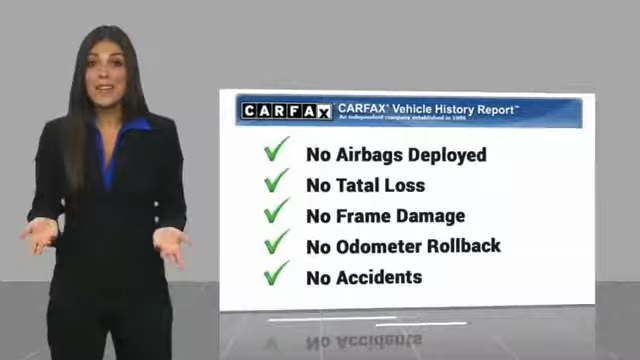 CARFAX CARFAX Vehicle History Report™
An independent company established in 1986
No Airbags Deployed
No Tatal Loss
No Frame Damage
No Odometer Rollback
No Accidents
No Accidents